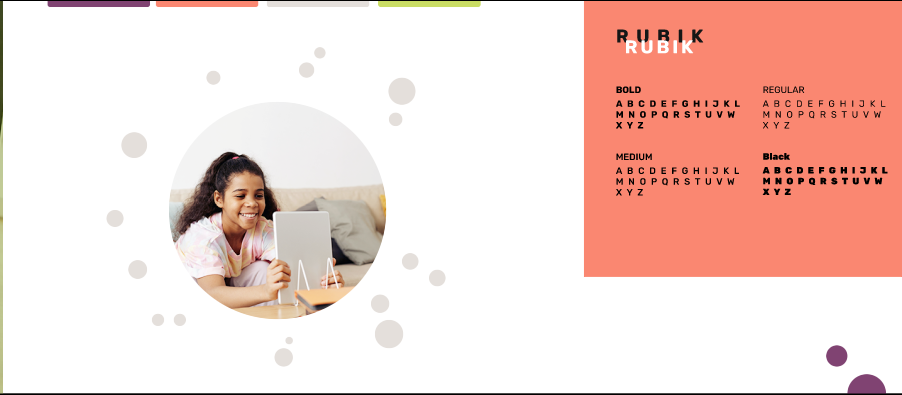 RUBIK
RUBIK
BOLD
A B C D E F G H I J K L
M N O P Q R S T U V W
X Y Z
REGULAR
A B C D E F G H I J K L
M N O P Q R S T U V W
X Y Z
MEDIUM
A B C D E F G H I J K L
M N O P Q R S T U V W
X Y Z
Black
A B C D E F G H I J K L
M N O P Q R S T U V W
X Y Z